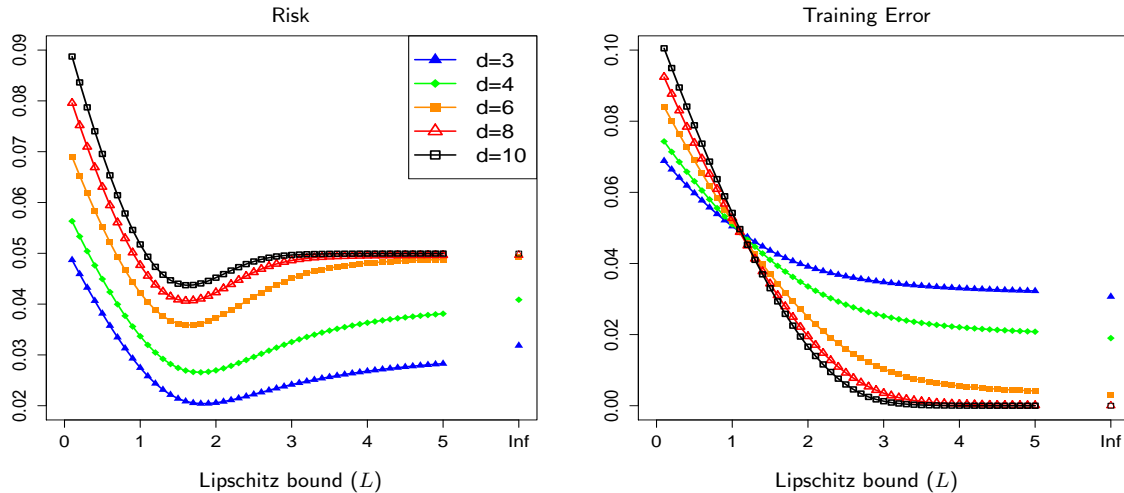 Risk
0.09
0.08
0.07
0.06
0.05
0.04
0.03
0.02
d=3
d=4
d=6
d=8
d=10
0 1 2 3 4 5 Inf
Lipschitz bound (L)
Training Error
0.10
0.08
0.06
0.04
0.02
0.00
0 1 2 3 4 5 Inf
Lipschitz bound (L)